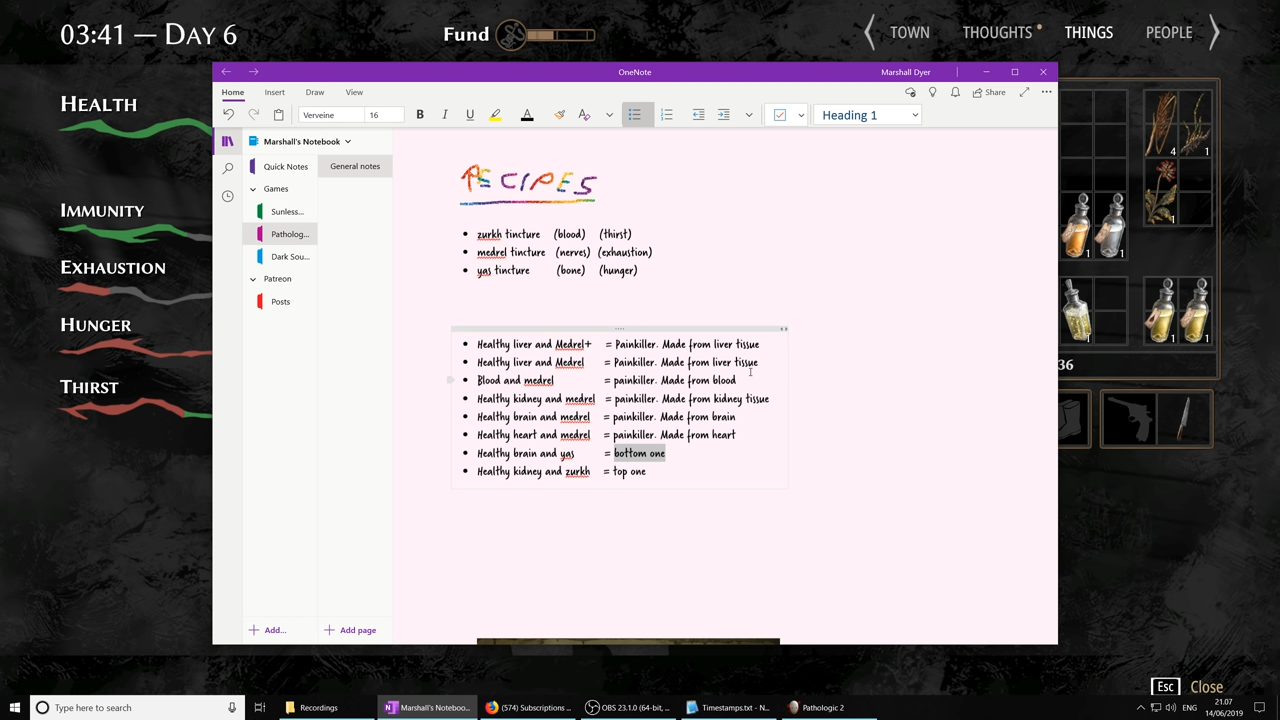 03:41 — Day 6
Fund
TOWN
THOUGHTS
THINGS
PEOPLE
OneNote
Marshall Dyer
Home
Insert
Draw
View
Share
Verveine
16
B
I
U
A
Heading 1
Health
Immunity
Exhaustion
Hunger
Thirst
Marshall's Notebook
Quick Notes
Games
Sunless...
Patholog...
Dark Sou...
Patreon
Posts
General notes
Add...
Add page
RECIPES
zurkh tincture (blood) (thirst)
medrel tincture (nerves) (exhaustion)
yas tincture (bone) (hunger)
Healthy liver and Medrel+ = Painkiller. Made from liver tissue
Healthy liver and Medrel = Painkiller. Made from liver tissue
Blood and medrel = painkiller. Made from blood
Healthy kidney and medrel = painkiller. Made from kidney tissue
Healthy brain and medrel = painkiller. Made from brain
Healthy heart and medrel = painkiller. Made from heart
Healthy brain and yas = bottom one
Healthy kidney and zurkh = top one
4
1
1
1
1
1
1
1
36
Esc Close
Type here to search
Recordings
Marshall's Noteboo...
(574) Subscriptions ...
OBS 23.1.0 (64-bit, ...
Timestamps.txt - N...
Pathologic 2
ENG
21.07
14/06/2019